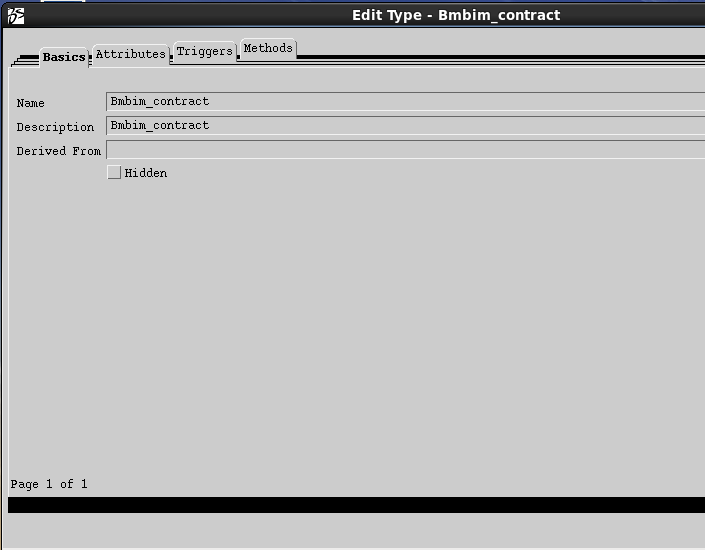 Edit Type - Bmbim_contract
Basics Attributes Triggers Methods
Name Bmbim_contract
Description Bmbim_contract
Derived From
Hidden
Page 1 of 1